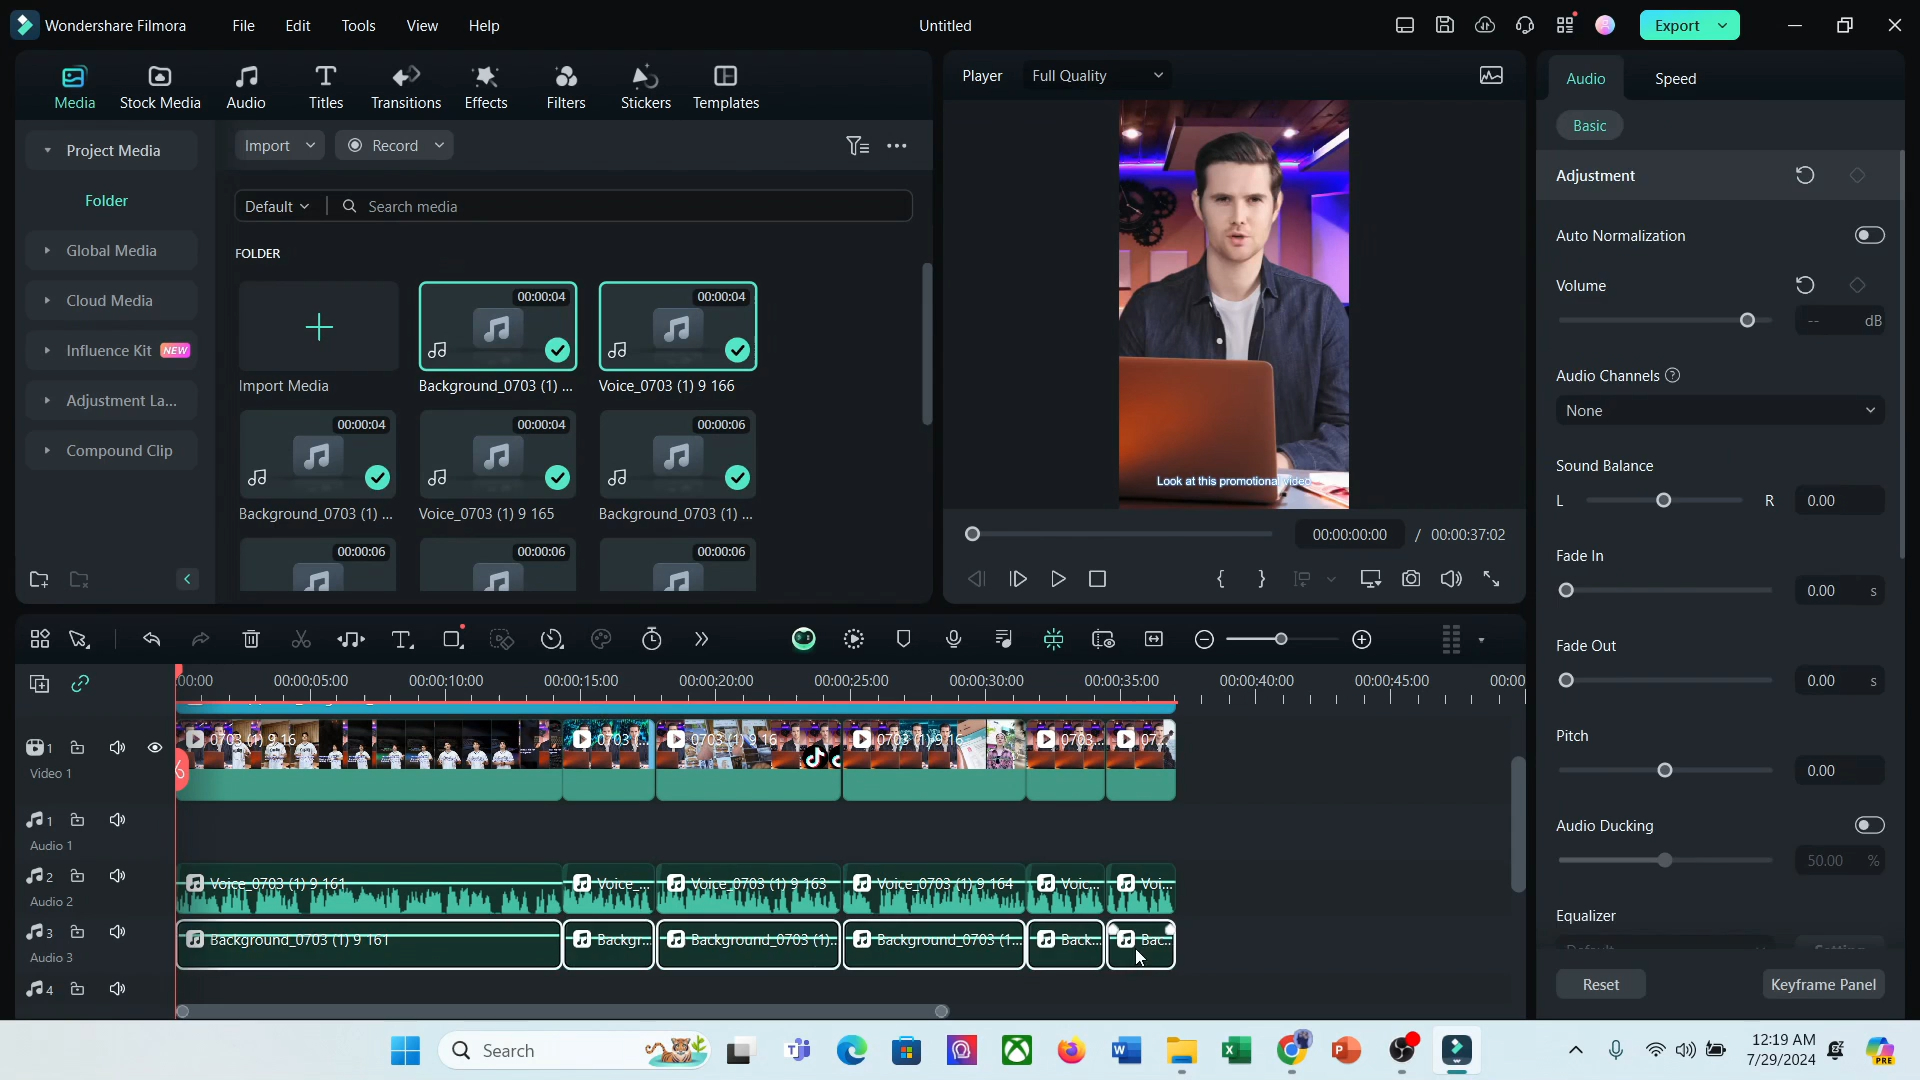 Wondershare Filmora File Edit Tools View Help Untitled Export
Media Stock Media Audio Titles Transitions Effects Filters Stickers Templates
Player Full Quality
Audio Speed
Basic
Project Media
Folder
Global Media
Cloud Media
Influence Kit NEW
Adjustment La...
Compound Clip
Import Record
Default Search media
FOLDER
Import Media
00:00:04
Background_0703 (1) ...
00:00:04
Voice_0703 (1) 9 166
00:00:04
Background_0703 (1) ...
00:00:04
Voice_0703 (1) 9 165
00:00:06
Background_0703 (1) ...
00:00:06
00:00:06
00:00:06
Look at this promotional video
00:00:00:00 / 00:00:37:02
Adjustment
Auto Normalization
Volume
-- dB
Audio Channels ?
None
Sound Balance
L R 0.00
Fade In
0.00 s
Fade Out
0.00 s
Pitch
0.00
Audio Ducking
50.00 %
Equalizer
Default
Reset Keyframe Panel
:00:00 00:00:05:00 00:00:10:00 00:00:15:00 00:00:20:00 00:00:25:00 00:00:30:00 00:00:35:00 00:00:40:00 00:00:45:00 00:00
1
Video 1
0703 (1) 9 16 0703 (... 0703 (1) 9 16 0703 (1) 9 16 0703... 07...
1
Audio 1
2
Audio 2
Voice_0703 (1) 9 161 Voice_... Voice_0703 (1) 9 163 Voice_0703 (1) 9 164 Voic... Voi...
3
Audio 3
Background_0703 (1) 9 161 Backgr... Background_0703 (1)... Background_0703 (1... Back... Bac...
4
Search
12:19 AM
7/29/2024
PRE